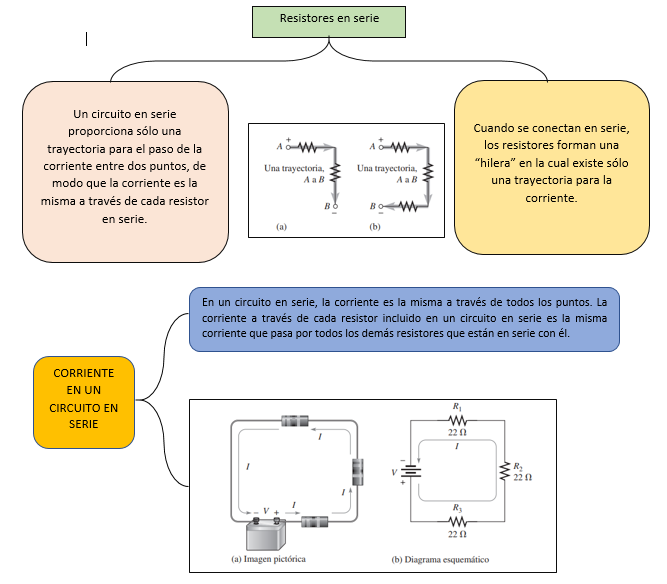 Resistores en serie
Un circuito en serie
proporciona sólo una
trayectoria para el paso de la
corriente entre dos puntos, de
modo que la corriente es la
misma a través de cada resistor
en serie.
+
A
Una trayectoria,
A a B
B
−
(a)
+
A
Una trayectoria,
A a B
B
−
(b)
Cuando se conectan en serie,
los resistores forman una
“hilera” en la cual existe sólo
una trayectoria para la
corriente.
En un circuito en serie, la corriente es la misma a través de todos los puntos. La
corriente a través de cada resistor incluido en un circuito en serie es la misma
corriente que pasa por todos los demás resistores que están en serie con él.
CORRIENTE
EN UN
CIRCUITO EN
SERIE
I
I
I
I
− V +
(a) Imagen pictórica
R1
22 Ω
I
−
V
+
R2
22 Ω
R3
22 Ω
(b) Diagrama esquemático